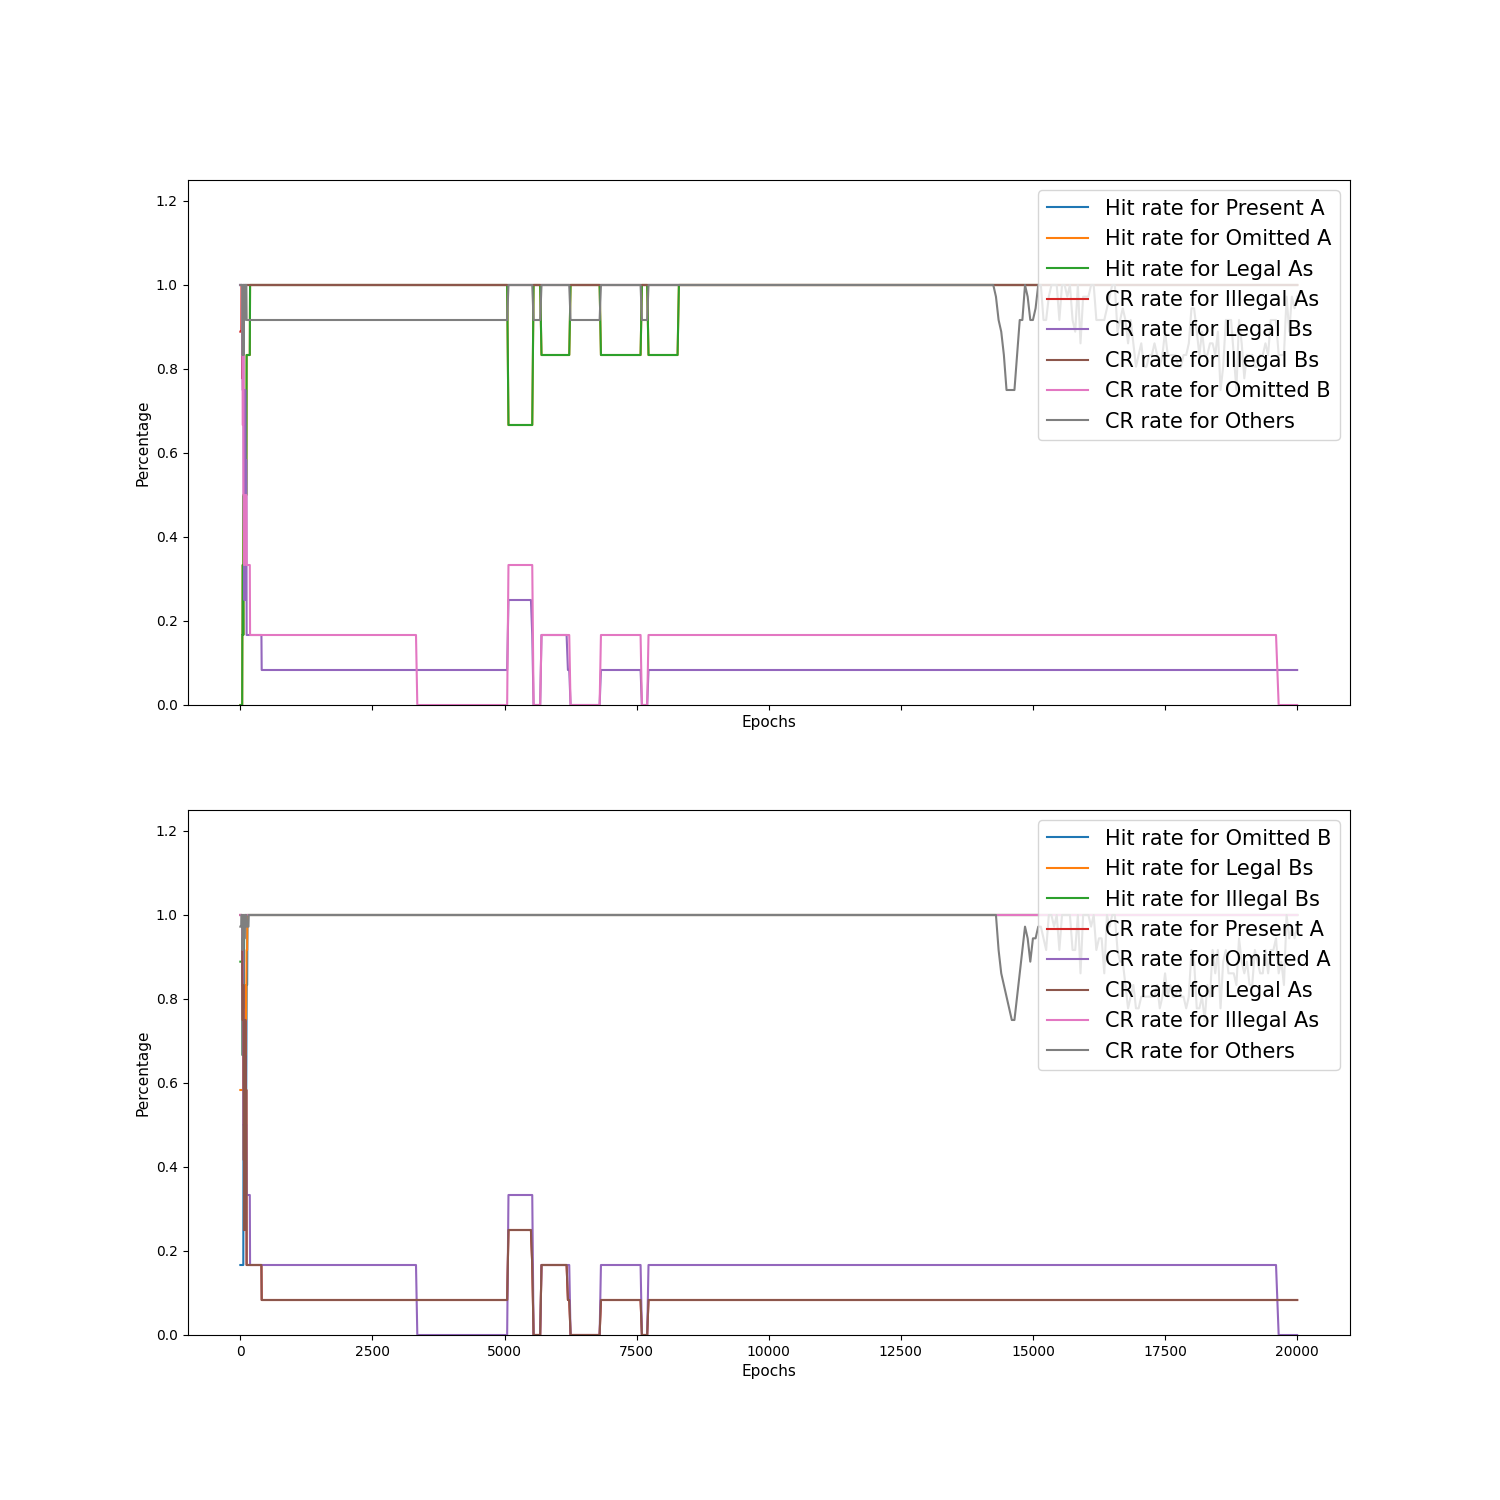 1.2
1.0
0.8
0.6
0.4
0.2
0.0
Percentage
Epochs
Hit rate for Present A
Hit rate for Omitted A
Hit rate for Legal As
CR rate for Illegal As
CR rate for Legal Bs
CR rate for Illegal Bs
CR rate for Omitted B
CR rate for Others
1.2
1.0
0.8
0.6
0.4
0.2
0.0
Percentage
Hit rate for Omitted B
Hit rate for Legal Bs
Hit rate for Illegal Bs
CR rate for Present A
CR rate for Omitted A
CR rate for Legal As
CR rate for Illegal As
CR rate for Others
0 2500 5000 7500 10000 12500 15000 17500 20000
Epochs